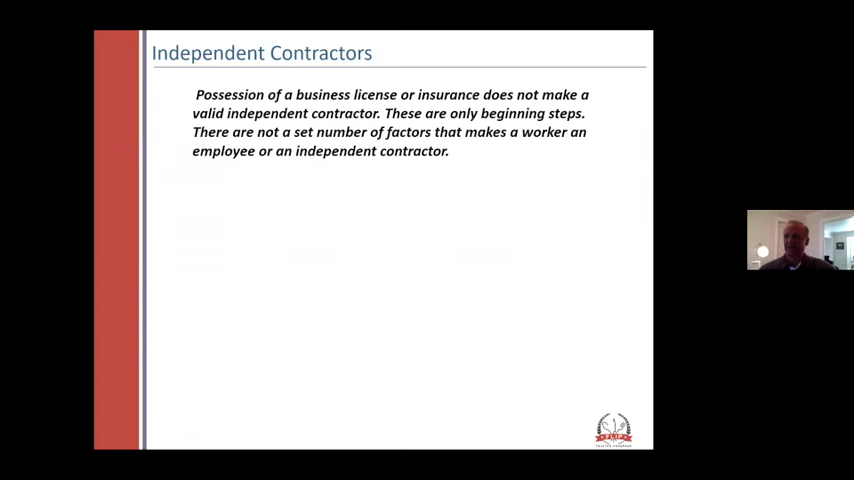 Independent Contractors
Possession of a business license or insurance does not make a
valid independent contractor. These are only beginning steps.
There are not a set number of factors that makes a worker an
employee or an independent contractor.
FLIP